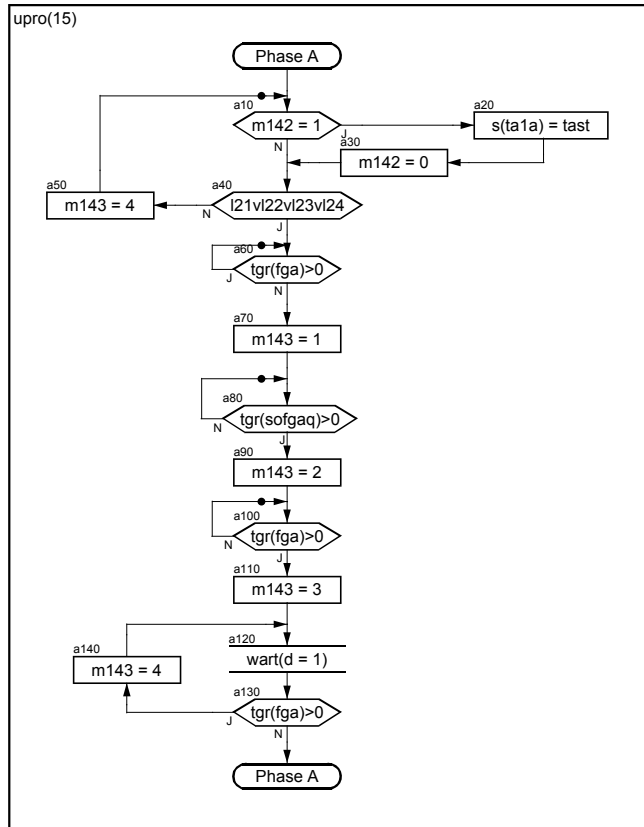 upro(15)
Phase A
a10
m142 = 1
J
N
a20
s(ta1a) = tast
a30
m142 = 0
a40
l21vl22vl23vl24
N
J
a50
m143 = 4
a60
tgr(fga)>0
J
N
a70
m143 = 1
a80
tgr(sofgaq)>0
N
J
a90
m143 = 2
a100
tgr(fga)>0
N
J
a110
m143 = 3
a120
wart(d = 1)
a140
m143 = 4
a130
tgr(fga)>0
J
N
Phase A